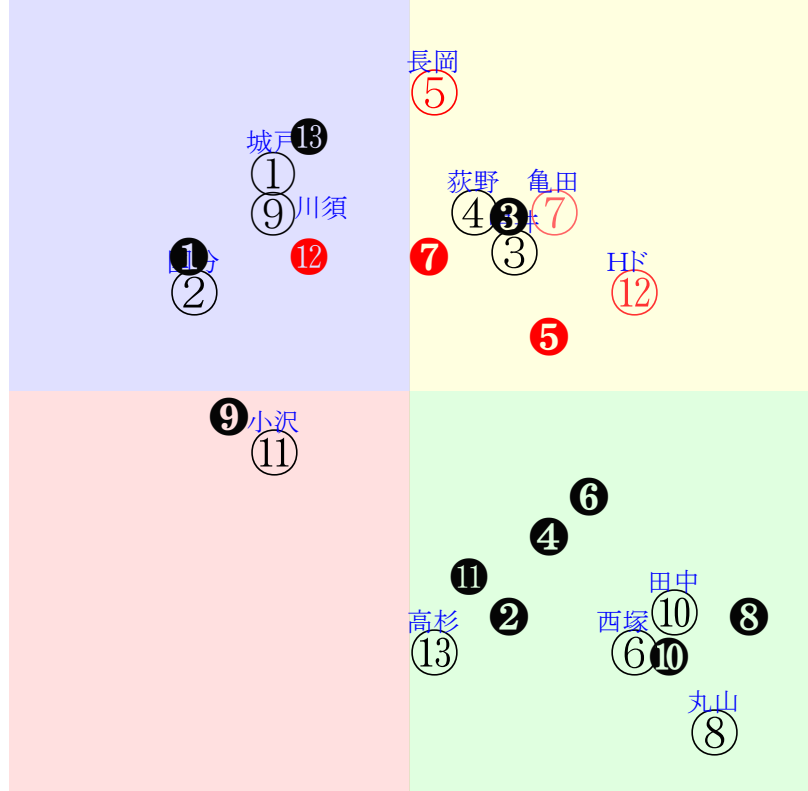 長岡
⑤
城戸
⓭
①
荻野
亀田
④
❸
⑦
③
⑨
川須
❶
②
⓬
❼
Hド
⑫
❺
❾
小沢
⑪
❻
❹
⓫
田中
⑩
❷
❽
高杉
⑬
西塚
⑥
❿
丸山
⑧